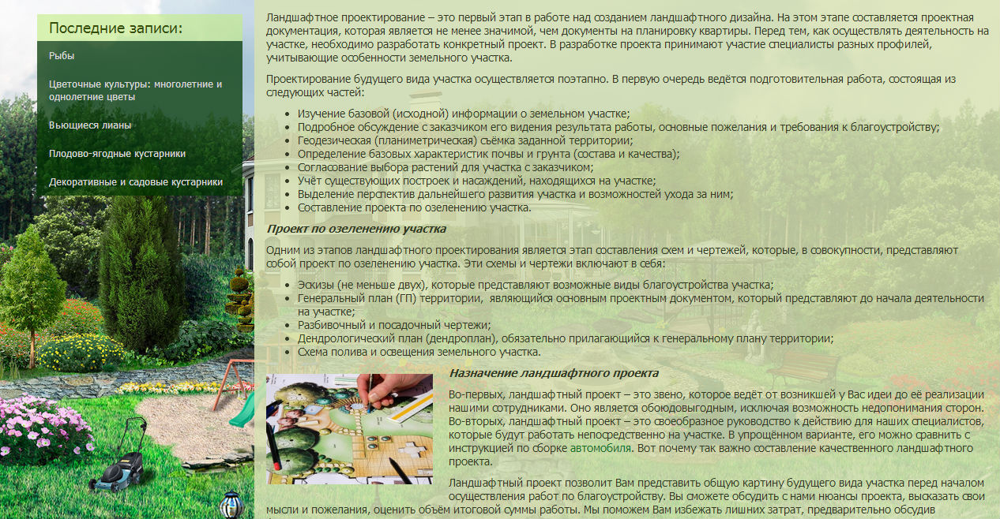 Последние записи:
Рыбы
Цветочные культуры: многолетние и
однолетние цветы
Вьющиеся лианы
Плодово-ягодные кустарники
Декоративные и садовые кустарники
Ландшафтное проектирование – это первый этап в работе над созданием ландшафтного дизайна. На этом этапе составляется проектная
документация, которая является не менее значимой, чем документы на планировку квартиры. Перед тем, как осуществлять деятельность на
участке, необходимо разработать конкретный проект. В разработке проекта принимают участие специалисты разных профилей,
учитывающие особенности земельного участка.
Проектирование будущего вида участка осуществляется поэтапно. В первую очередь ведётся подготовительная работа, состоящая из
следующих частей:
• Изучение базовой (исходной) информации о земельном участке;
• Подробное обсуждение с заказчиком его видения результата работы, основные пожелания и требования к благоустройству;
• Геодезическая (планиметрическая) съёмка заданной территории;
• Определение базовых характеристик почвы и грунта (состава и качества);
• Согласование выбора растений для участка с заказчиком;
• Учёт существующих построек и насаждений, находящихся на участке;
• Выделение перспектив дальнейшего развития участка и возможностей ухода за ним;
• Составление проекта по озеленению участка.
Проект по озеленению участка
Одним из этапов ландшафтного проектирования является этап составления схем и чертежей, которые, в совокупности, представляют
собой проект по озеленению участка. Эти схемы и чертежи включают в себя:
• Эскизы (не меньше двух), которые представляют возможные виды благоустройства участка;
• Генеральный план (ГП) территории, являющийся основным проектным документом, который представляют до начала деятельности
на участке;
• Разбивочный и посадочный чертежи;
• Дендрологический план (дендроплан), обязательно прилагающийся к генеральному плану территории;
• Схема полива и освещения земельного участка.
Назначение ландшафтного проекта
Во-первых, ландшафтный проект – это звено, которое ведёт от возникшей у Вас идеи до её реализации
нашими сотрудниками. Оно является обоюдовыгодным, исключая возможность недопонимания сторон.
Во-вторых, ландшафтный проект – это своеобразное руководство к действию для наших специалистов,
которые будут работать непосредственно на участке. В упрощённом варианте, его можно сравнить с
инструкцией по сборке автомобиля. Вот почему так важно составление качественного ландшафтного
проекта.
Ландшафтный проект позволит Вам представить общую картину будущего вида участка перед началом
осуществления работ по благоустройству. Вы сможете обсудить с нами нюансы проекта, высказать свои
мысли и пожелания, оценить объём итоговой суммы работы. Мы поможем Вам избежать лишних затрат, предварительно обсудив